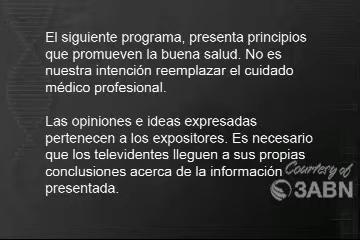 El siguiente programa, presenta principios
que promueven la buena salud. No es
nuestra intención reemplazar el cuidado
médico profesional.
Las opiniones e ideas expresadas
pertenecen a los expositores. Es necesario
que los televidentes lleguen a sus propias
conclusiones acerca de la información
presentada.
Courtesy of
3ABN